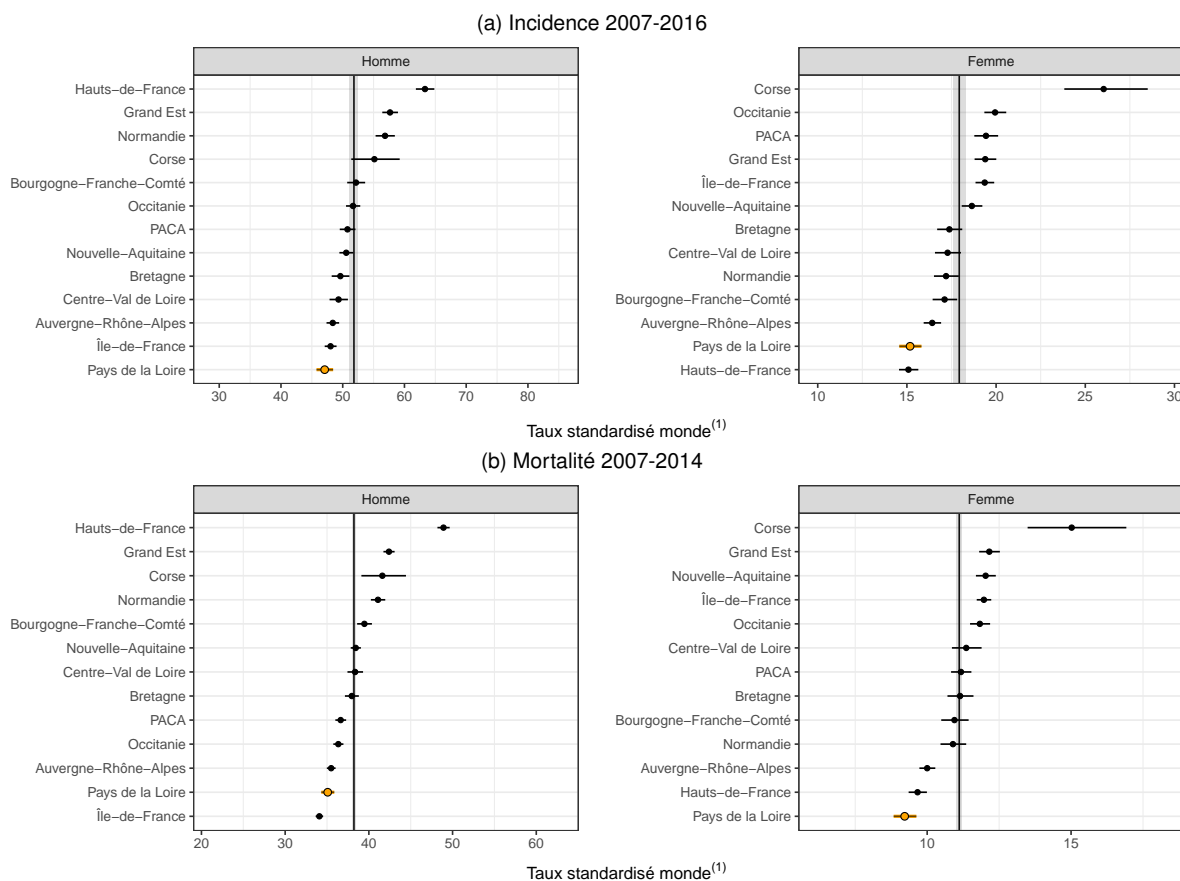 (a) Incidence 2007-2016
Homme
Hauts−de−France
Grand Est
Normandie
Corse
Bourgogne−Franche−Comté
Occitanie
PACA
Nouvelle−Aquitaine
Bretagne
Centre−Val de Loire
Auvergne−Rhône−Alpes
Île−de−France
Pays de la Loire
30 40 50 60 70 80
Femme
Corse
Occitanie
PACA
Grand Est
Île−de−France
Nouvelle−Aquitaine
Bretagne
Centre−Val de Loire
Normandie
Bourgogne−Franche−Comté
Auvergne−Rhône−Alpes
Pays de la Loire
Hauts−de−France
10 15 20 25 30
Taux standardisé monde(1)
(b) Mortalité 2007-2014
Homme
Hauts−de−France
Grand Est
Corse
Normandie
Bourgogne−Franche−Comté
Nouvelle−Aquitaine
Centre−Val de Loire
Bretagne
PACA
Occitanie
Auvergne−Rhône−Alpes
Pays de la Loire
Île−de−France
20 30 40 50 60
Femme
Corse
Grand Est
Nouvelle−Aquitaine
Île−de−France
Occitanie
Centre−Val de Loire
PACA
Bretagne
Bourgogne−Franche−Comté
Normandie
Auvergne−Rhône−Alpes
Hauts−de−France
Pays de la Loire
10 15
Taux standardisé monde(1)